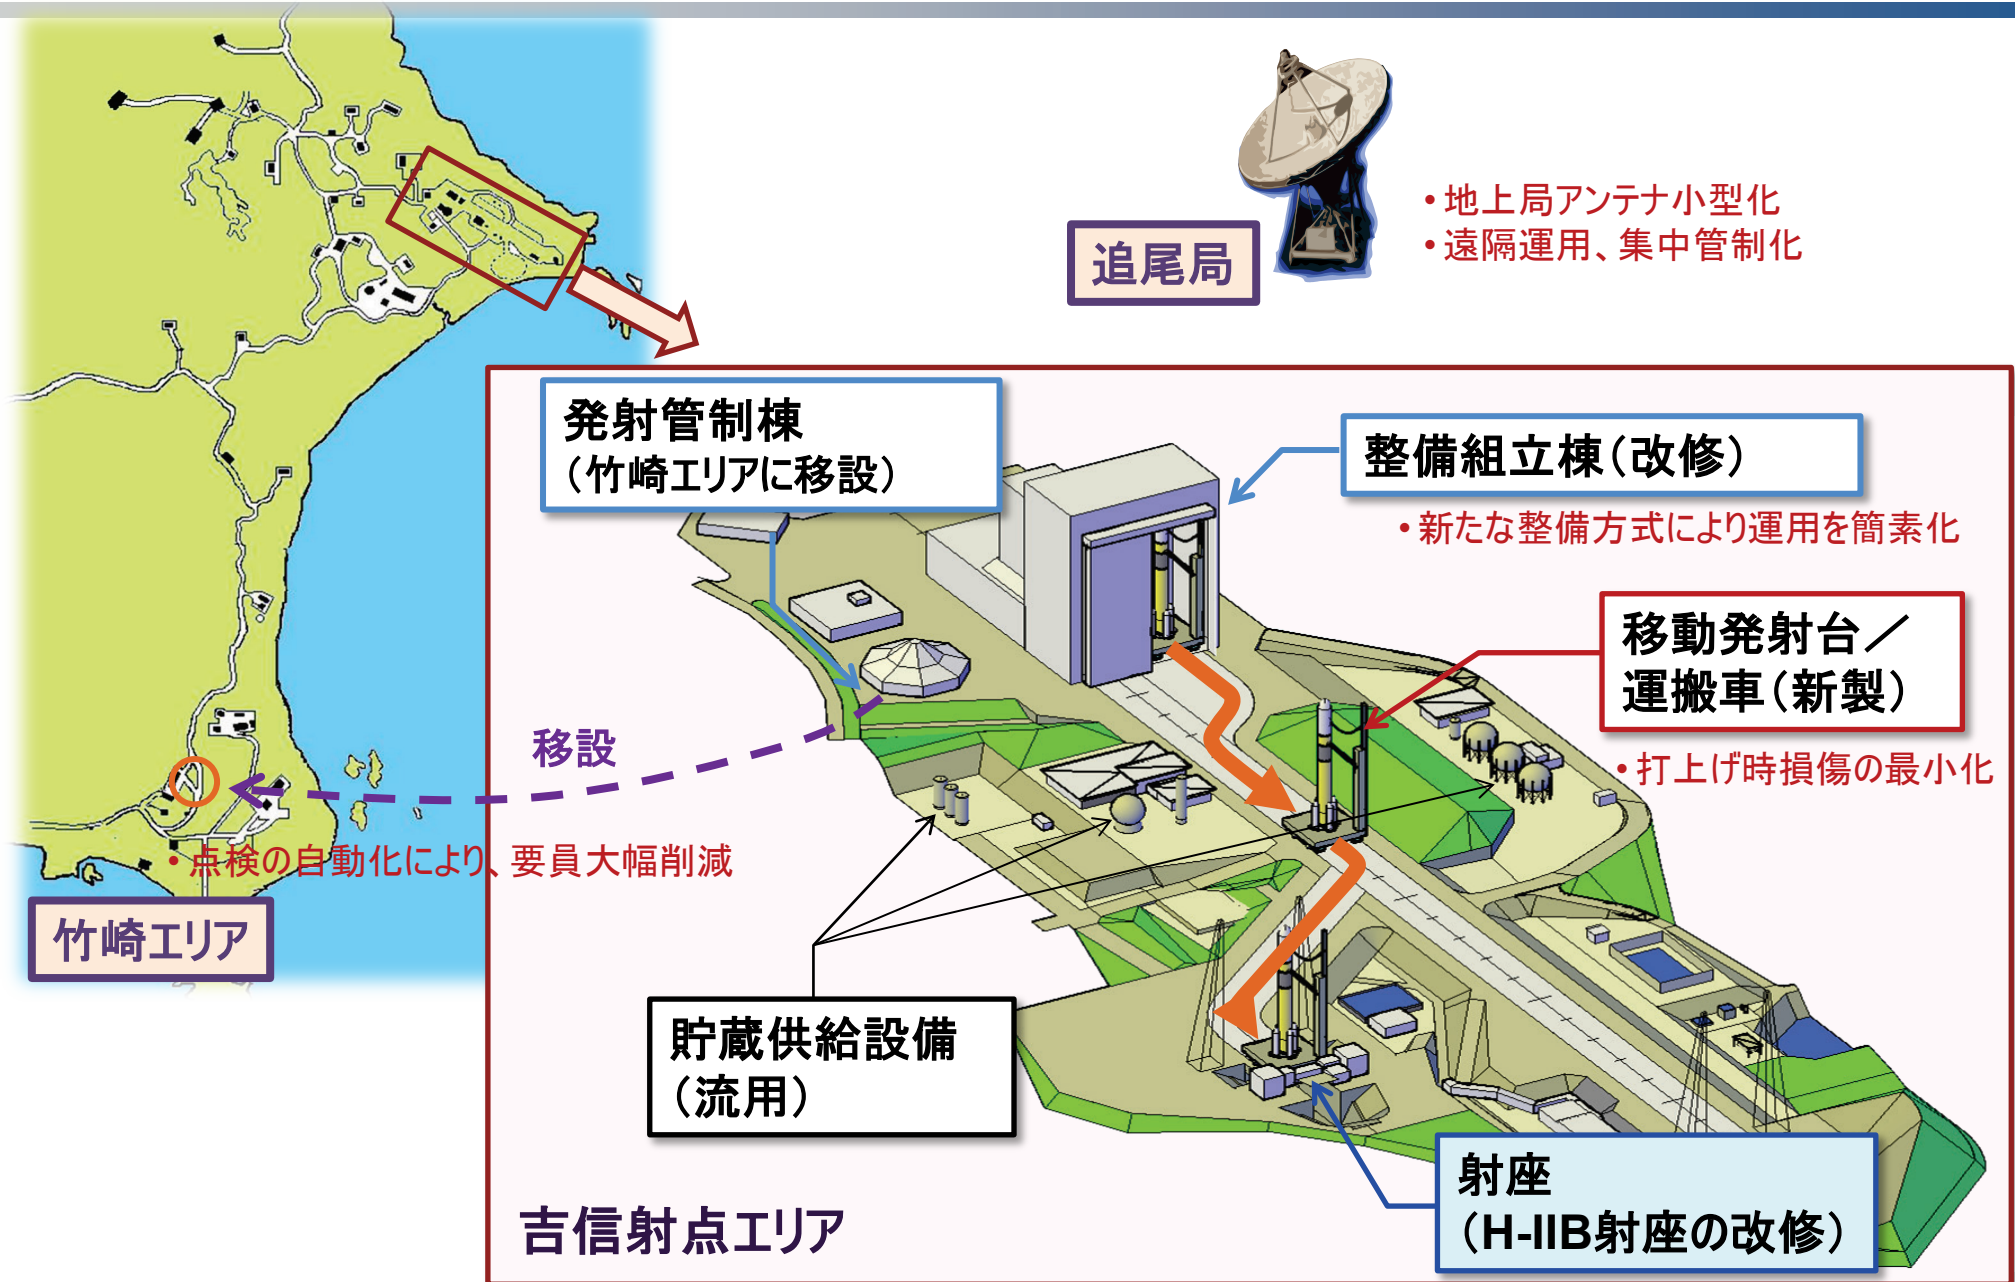 ・地上局アンテナ小型化
・遠隔運用、集中管制化
追尾局
発射管制棟
（竹崎エリアに移設）
整備組立棟（改修）
・新たな整備方式により運用を簡素化
移動発射台／
運搬車（新製）
・打上げ時損傷の最小化
移設
・点検の自動化により、要員大幅削減
竹崎エリア
貯蔵供給設備
（流用）
射座
（H-IIB射座の改修）
吉信射点エリア